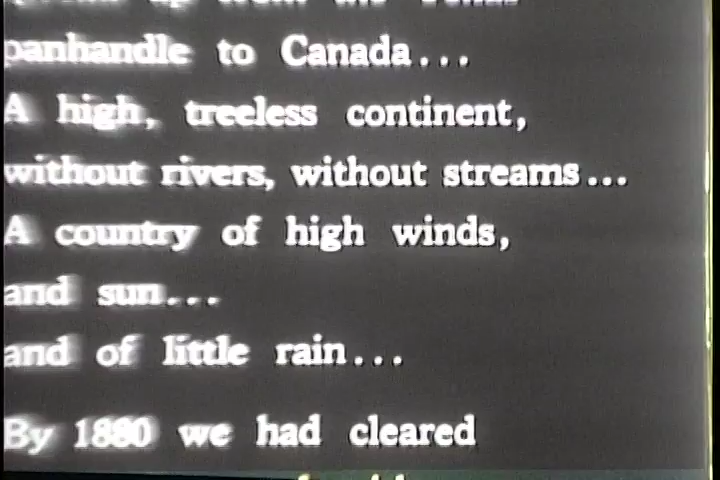 panhandle to Canada...
A high, treeless continent,
without rivers, without streams...
A country of high winds,
and sun...
and of little rain...
By 1880 we had cleared